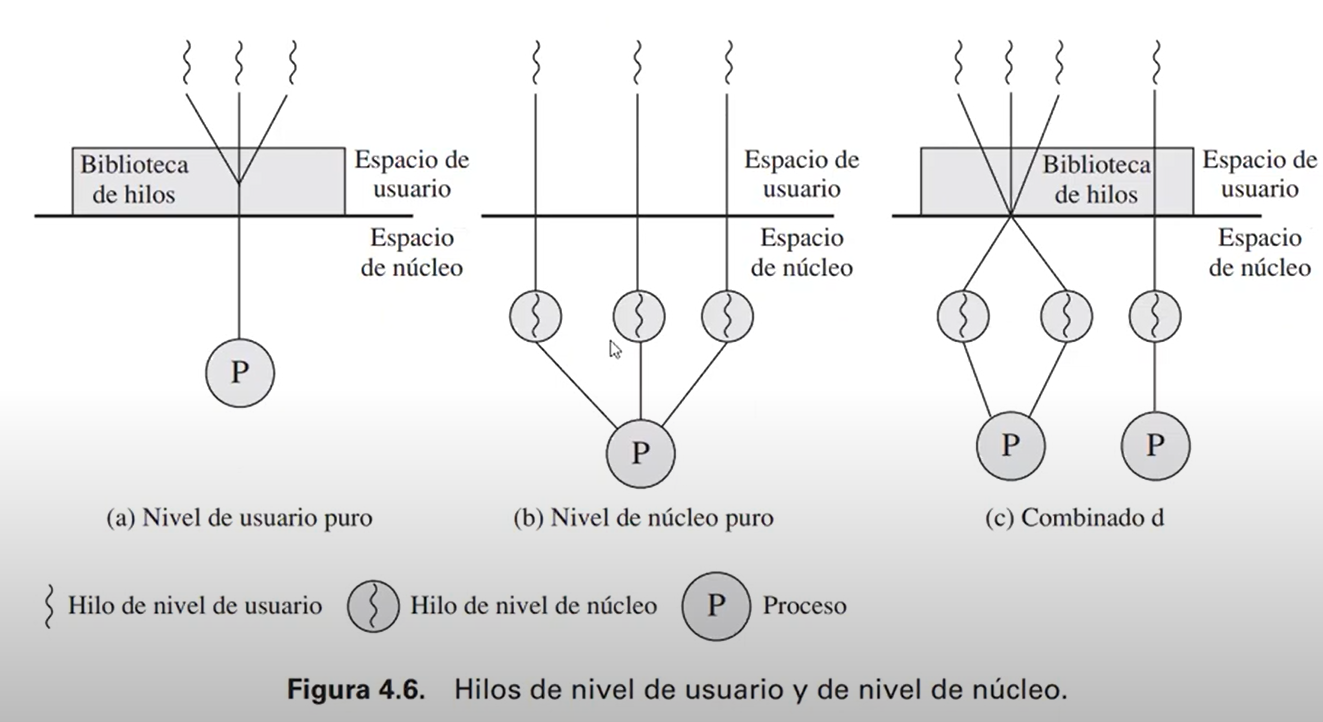 Biblioteca
de hilos
Espacio de
usuario
Espacio
de núcleo
P
(a) Nivel de usuario puro
Espacio de
usuario
Espacio
de núcleo
P
(b) Nivel de núcleo puro
Biblioteca
de hilos
Espacio de
usuario
Espacio
de núcleo
P
P
(c) Combinado d
Hilo de nivel de usuario
Hilo de nivel de núcleo
P
Proceso
Figura 4.6. Hilos de nivel de usuario y de nivel de núcleo.